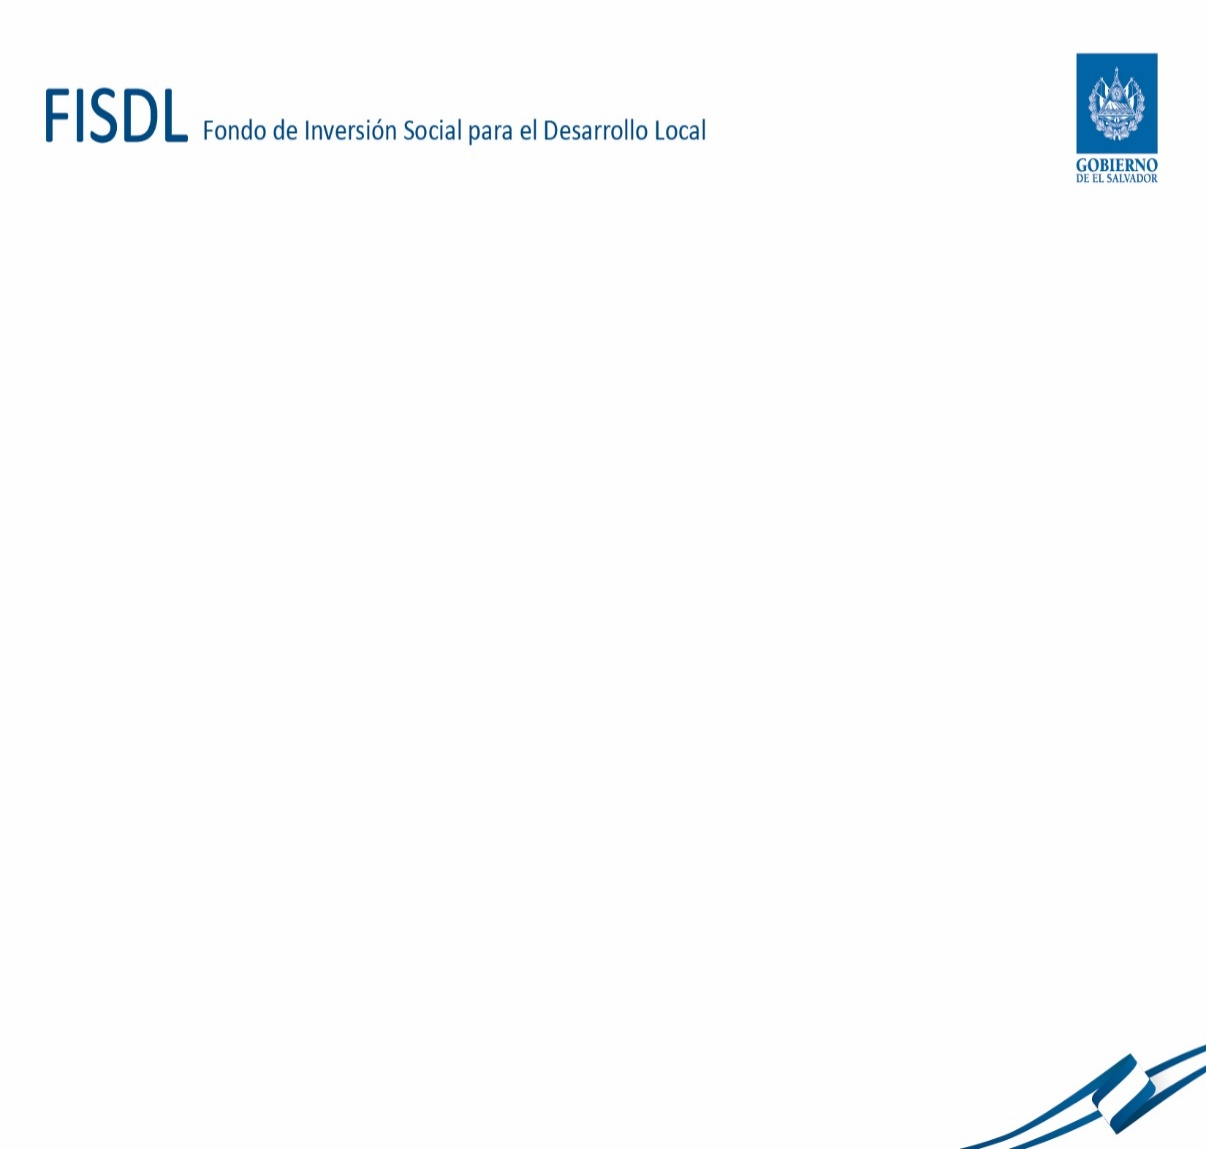 FISDL Fondo de Inversión Social para el Desarrollo Local
GOBIERNO
DE EL SALVADOR